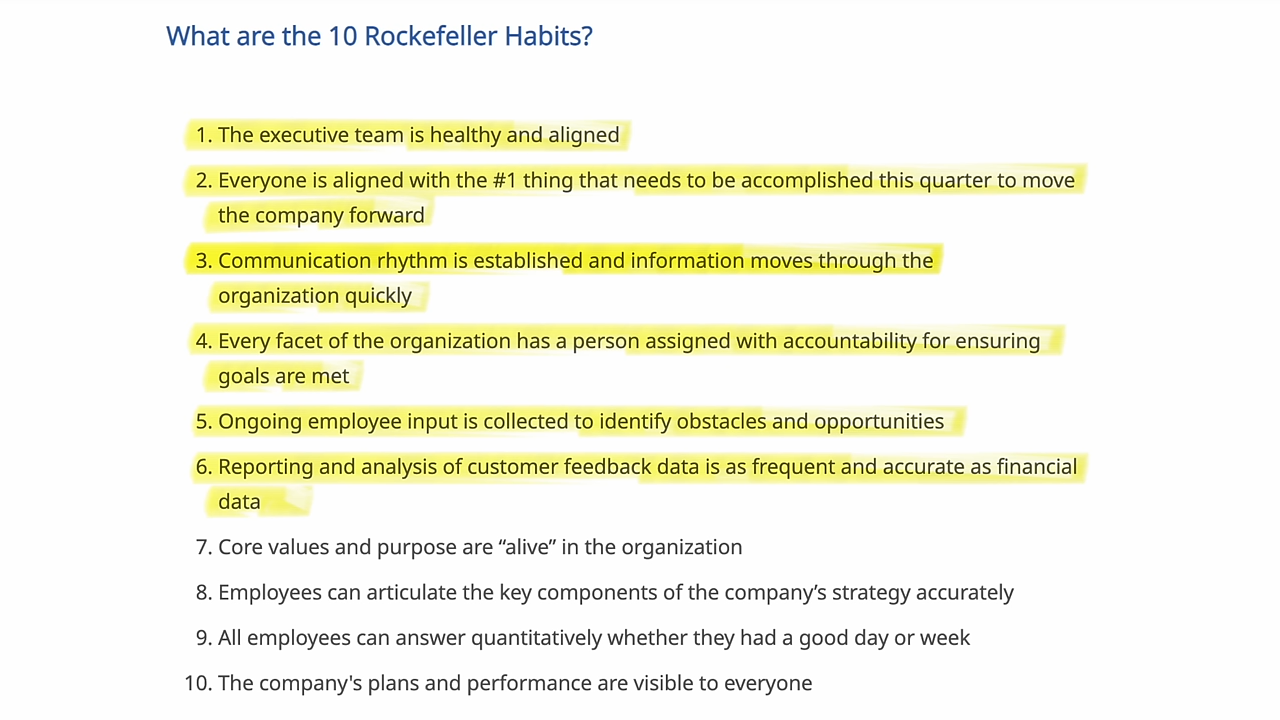 What are the 10 Rockefeller Habits?
1. The executive team is healthy and aligned
2. Everyone is aligned with the #1 thing that needs to be accomplished this quarter to move
the company forward
3. Communication rhythm is established and information moves through the
organization quickly
4. Every facet of the organization has a person assigned with accountability for ensuring
goals are met
5. Ongoing employee input is collected to identify obstacles and opportunities
6. Reporting and analysis of customer feedback data is as frequent and accurate as financial
data
7. Core values and purpose are “alive” in the organization
8. Employees can articulate the key components of the company’s strategy accurately
9. All employees can answer quantitatively whether they had a good day or week
10. The company's plans and performance are visible to everyone